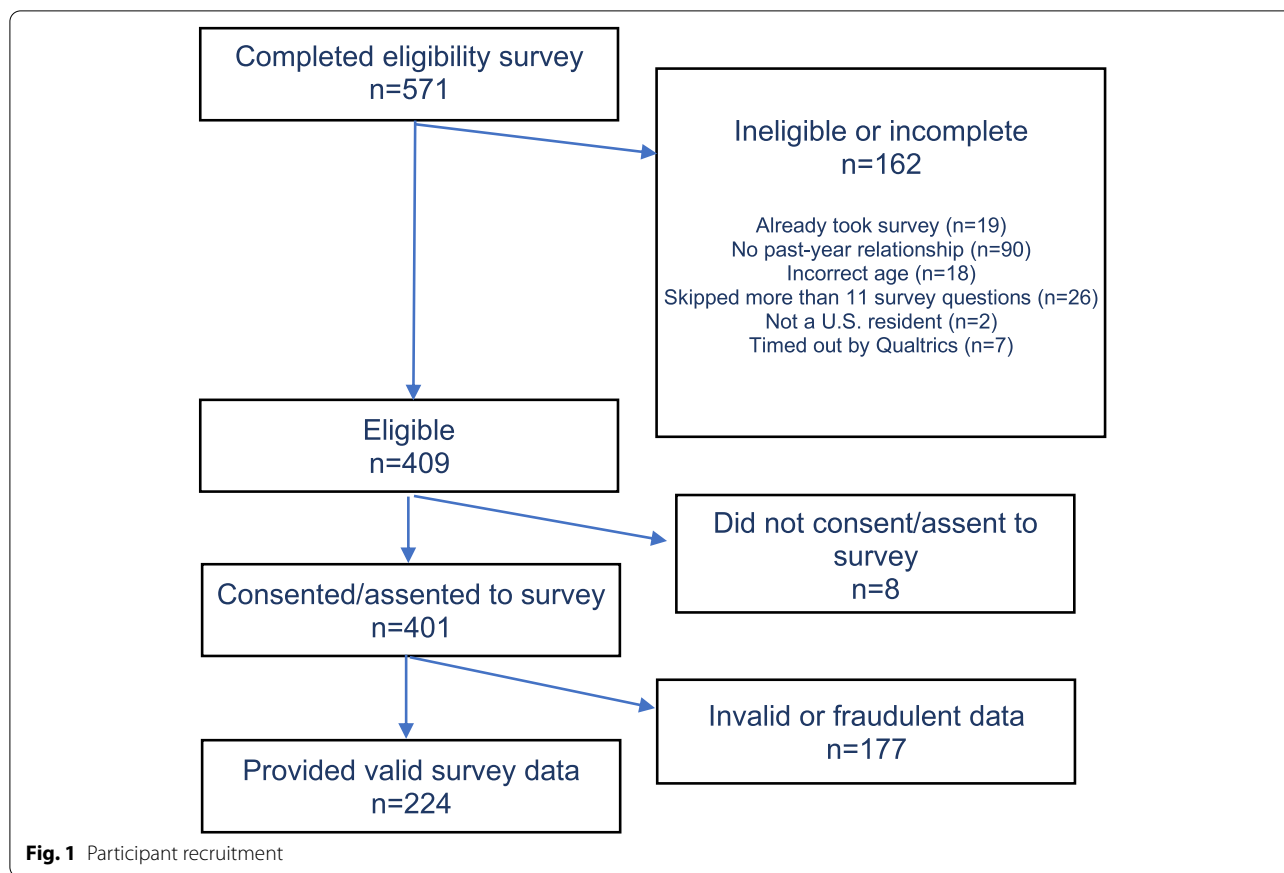 Completed eligibility survey
n=571
Ineligible or incomplete
n=162
Already took survey (n=19)
No past-year relationship (n=90)
Incorrect age (n=18)
Skipped more than 11 survey questions (n=26)
Not a U.S. resident (n=2)
Timed out by Qualtrics (n=7)
Eligible
n=409
Did not consent/assent to
survey
n=8
Consented/assented to survey
n=401
Invalid or fraudulent data
n=177
Provided valid survey data
n=224
Fig. 1 Participant recruitment